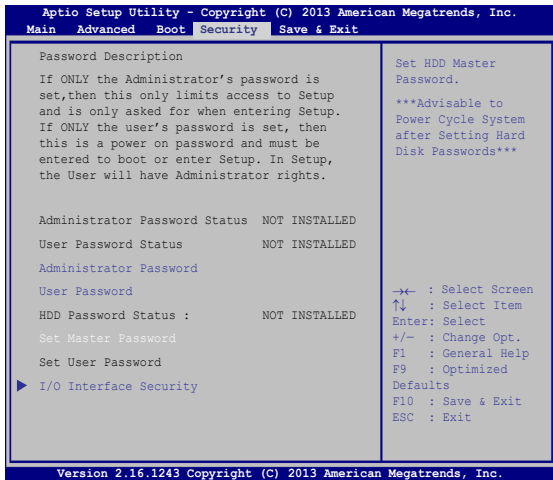 Aptio Setup Utility - Copyright (C) 2013 American Megatrends, Inc.
Main Advanced Boot Security Save & Exit
Password Description
If ONLY the Administrator's password is
set,then this only limits access to Setup
and is only asked for when entering Setup.
If ONLY the user's password is set, then
this is a power on password and must be
entered to boot or enter Setup. In Setup,
the User will have Administrator rights.
Administrator Password Status NOT INSTALLED
User Password Status NOT INSTALLED
Administrator Password
User Password
HDD Password Status : NOT INSTALLED
Set Master Password
Set User Password
I/O Interface Security
Set HDD Master
Password.
***Advisable to
Power Cycle System
after Setting Hard
Disk Passwords***
→← : Select Screen
↑↓ : Select Item
Enter: Select
+/— : Change Opt.
F1 : General Help
F9 : Optimized
Defaults
F10 : Save & Exit
ESC : Exit
Version 2.16.1243 Copyright (C) 2013 American Megatrends, Inc.